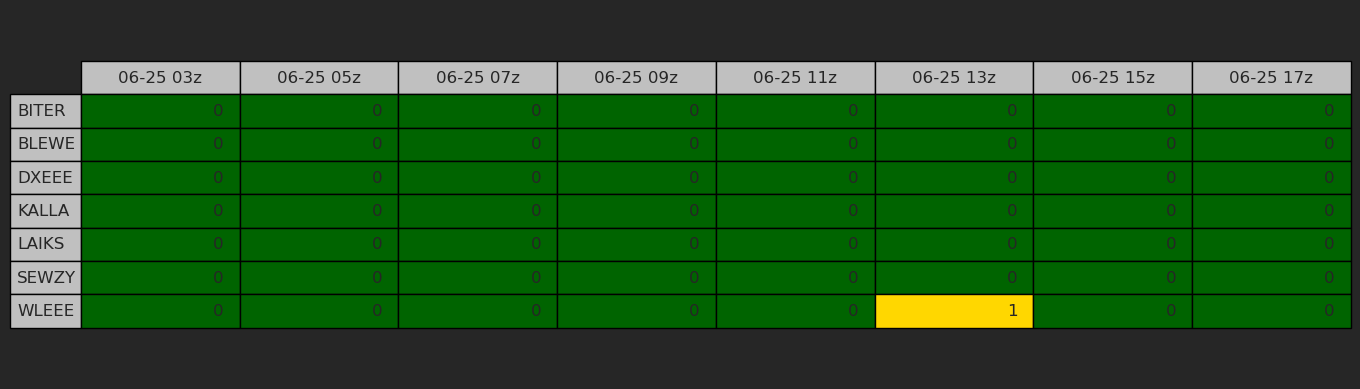 06-25 03z 06-25 05z 06-25 07z 06-25 09z 06-25 11z 06-25 13z 06-25 15z 06-25 17z
BITER 0 0 0 0 0 0 0 0
BLEWE 0 0 0 0 0 0 0 0
DXEEE 0 0 0 0 0 0 0 0
KALLA 0 0 0 0 0 0 0 0
LAIKS 0 0 0 0 0 0 0 0
SEWZY 0 0 0 0 0 0 0 0
WLEEE 0 0 0 0 0 1 0 0